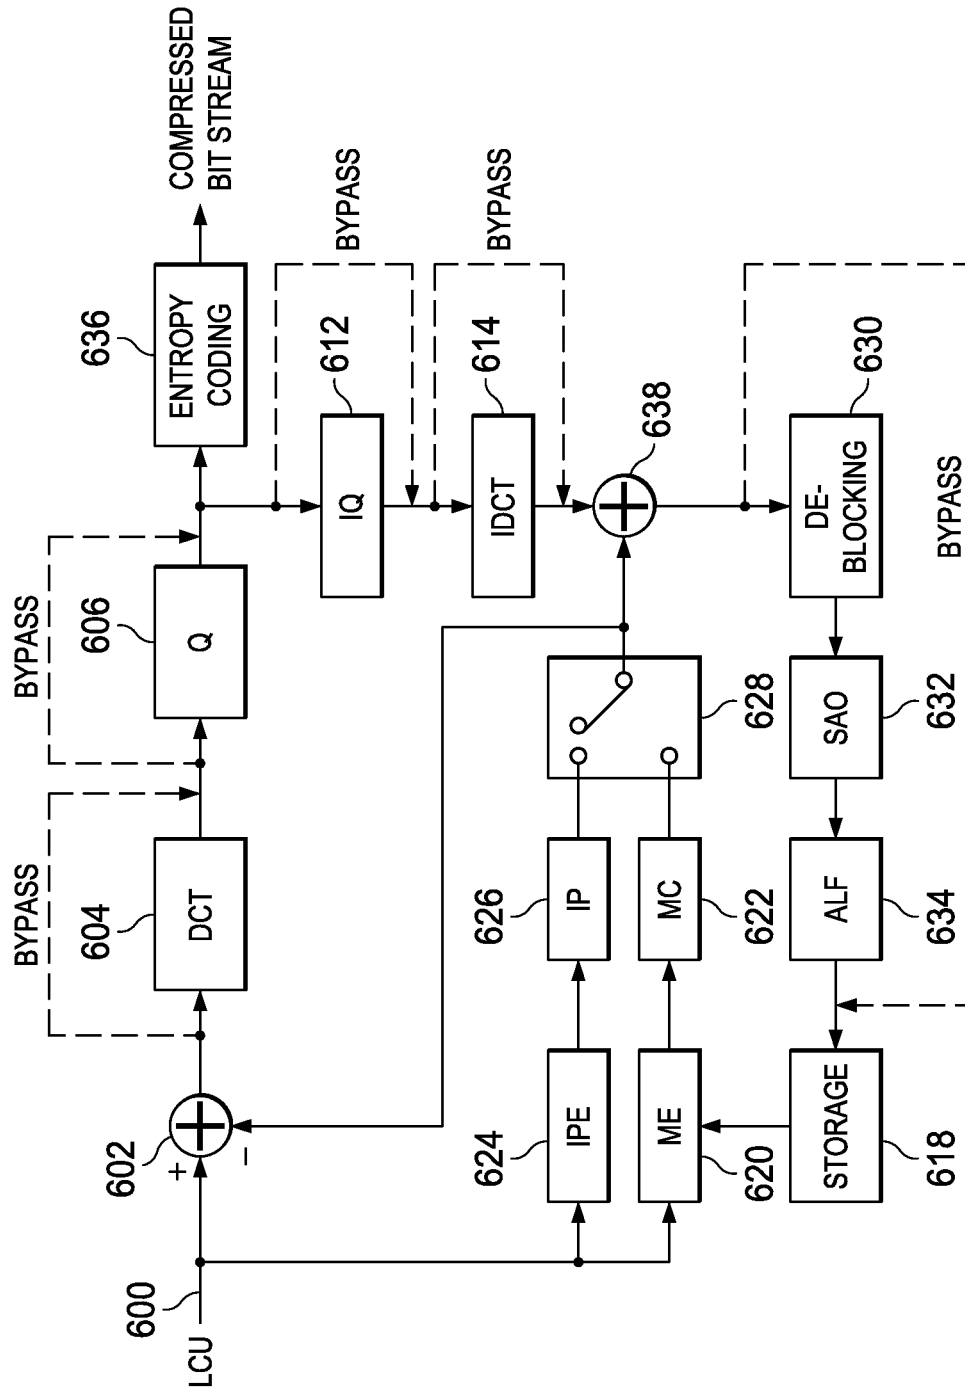 LCU
600
+
−
602
BYPASS
604
DCT
BYPASS
606
Q
636
ENTROPY
CODING
COMPRESSED
BIT STREAM
612
IQ
BYPASS
614
IDCT
BYPASS
638
624
IPE
626
IP
628
620
ME
622
MC
618
STORAGE
634
ALF
632
SAO
630
DE-
BLOCKING
BYPASS